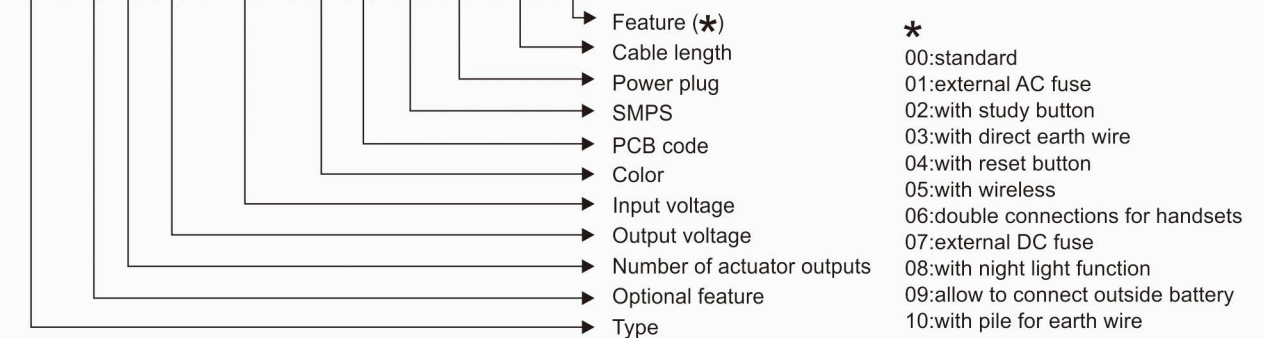 Feature (*)
Cable length
Power plug
SMPS
PCB code
Color
Input voltage
Output voltage
Number of actuator outputs
Optional feature
Type
*
00:standard
01:external AC fuse
02:with study button
03:with direct earth wire
04:with reset button
05:with wireless
06:double connections for handsets
07:external DC fuse
08:with night light function
09:allow to connect outside battery
10:with pile for earth wire